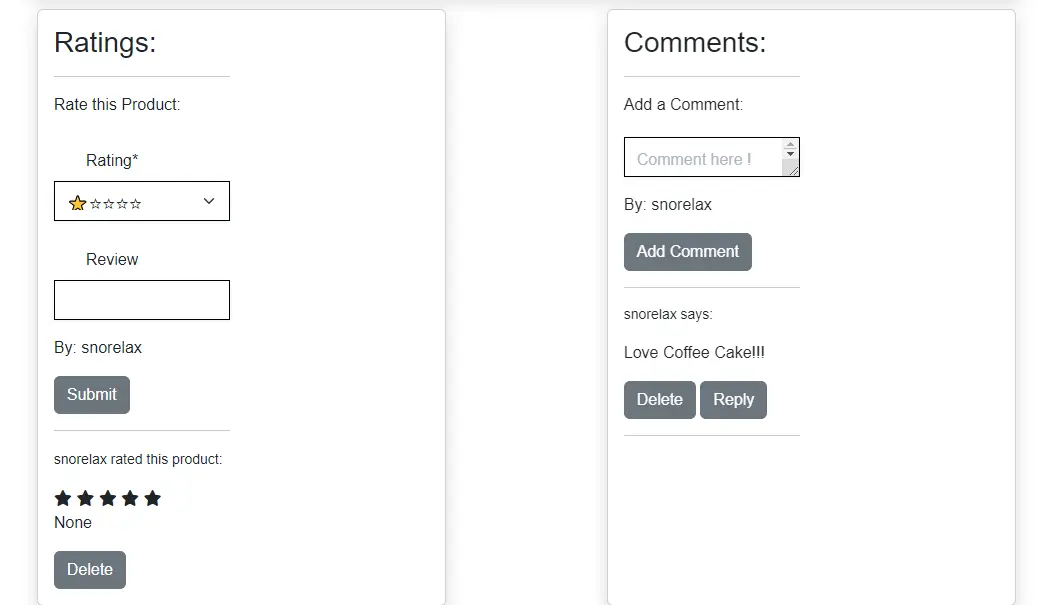 Ratings:
Rate this Product:
Rating*
⭐☆☆☆☆
Review
By: snorelax
Submit
snorelax rated this product:
★ ★ ★ ★ ★
None
Delete
Comments:
Add a Comment:
Comment here !
By: snorelax
Add Comment
snorelax says:
Love Coffee Cake!!!
Delete Reply